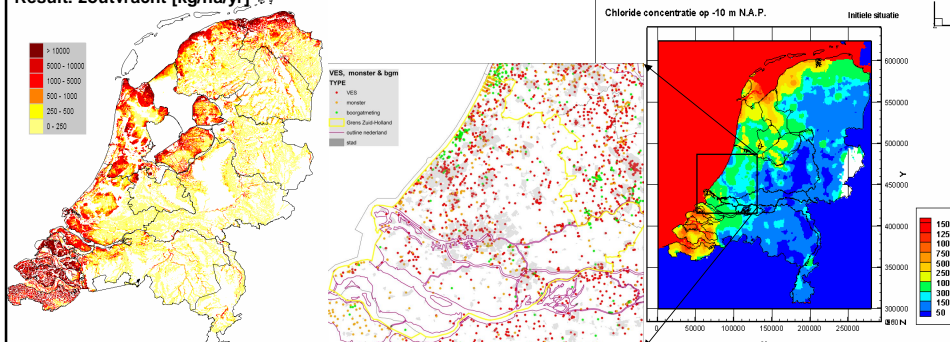 Result: zoutvracht [kg/ha/yr]
> 10000
5000 - 10000
1000 - 5000
500 - 1000
250 - 500
0 - 250
VES, monster & bgm
TYPE
VES
monster
boorgatmeting
Grens Zuid-Holland
outline nederland
stad
Chloride concentratie op -10 m N.A.P.
Initiele situatie
600000
550000
500000
450000
400000
350000
300000
Y
0
50000
100000
150000
200000
250000
Z
150
125
100
750
500
250
100
300
150
50